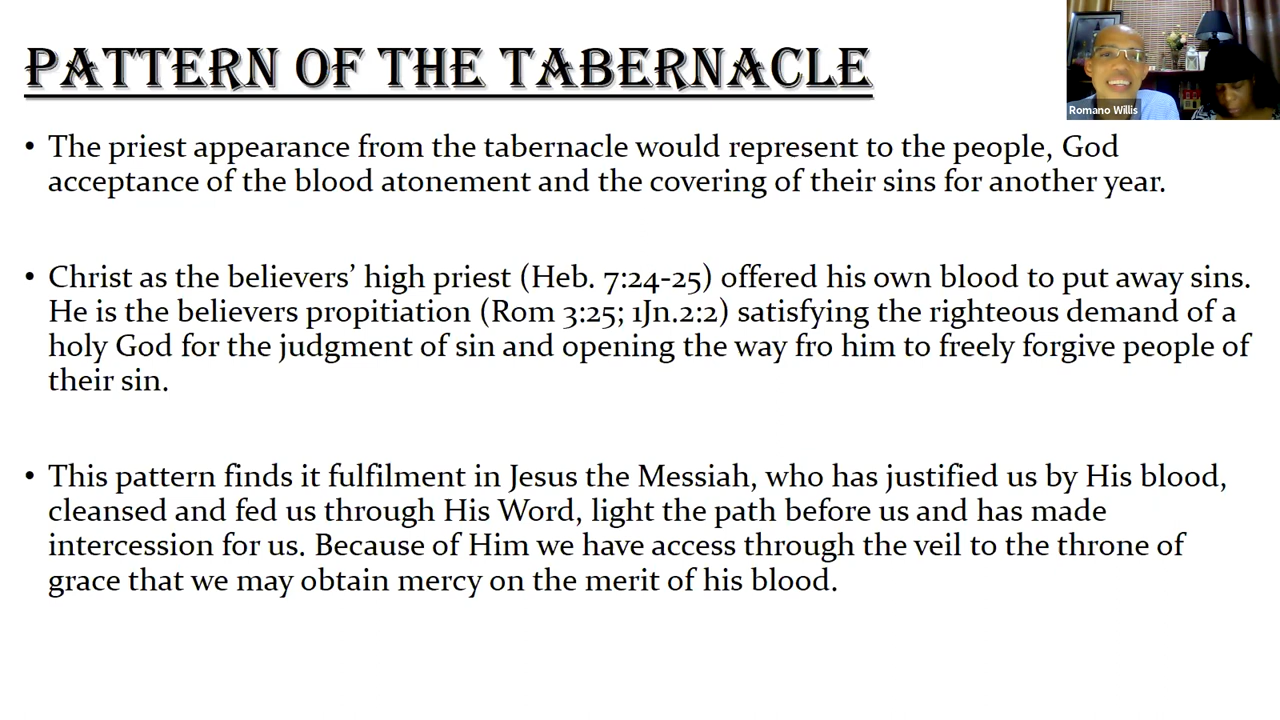 PATTERN OF THE TABERNACLE
Romano Willis
• The priest appearance from the tabernacle would represent to the people, God
acceptance of the blood atonement and the covering of their sins for another year.
• Christ as the believers’ high priest (Heb. 7:24-25) offered his own blood to put away sins.
He is the believers propitiation (Rom 3:25; 1Jn.2:2) satisfying the righteous demand of a
holy God for the judgment of sin and opening the way fro him to freely forgive people of
their sin.
• This pattern finds it fulfilment in Jesus the Messiah, who has justified us by His blood,
cleansed and fed us through His Word, light the path before us and has made
intercession for us. Because of Him we have access through the veil to the throne of
grace that we may obtain mercy on the merit of his blood.